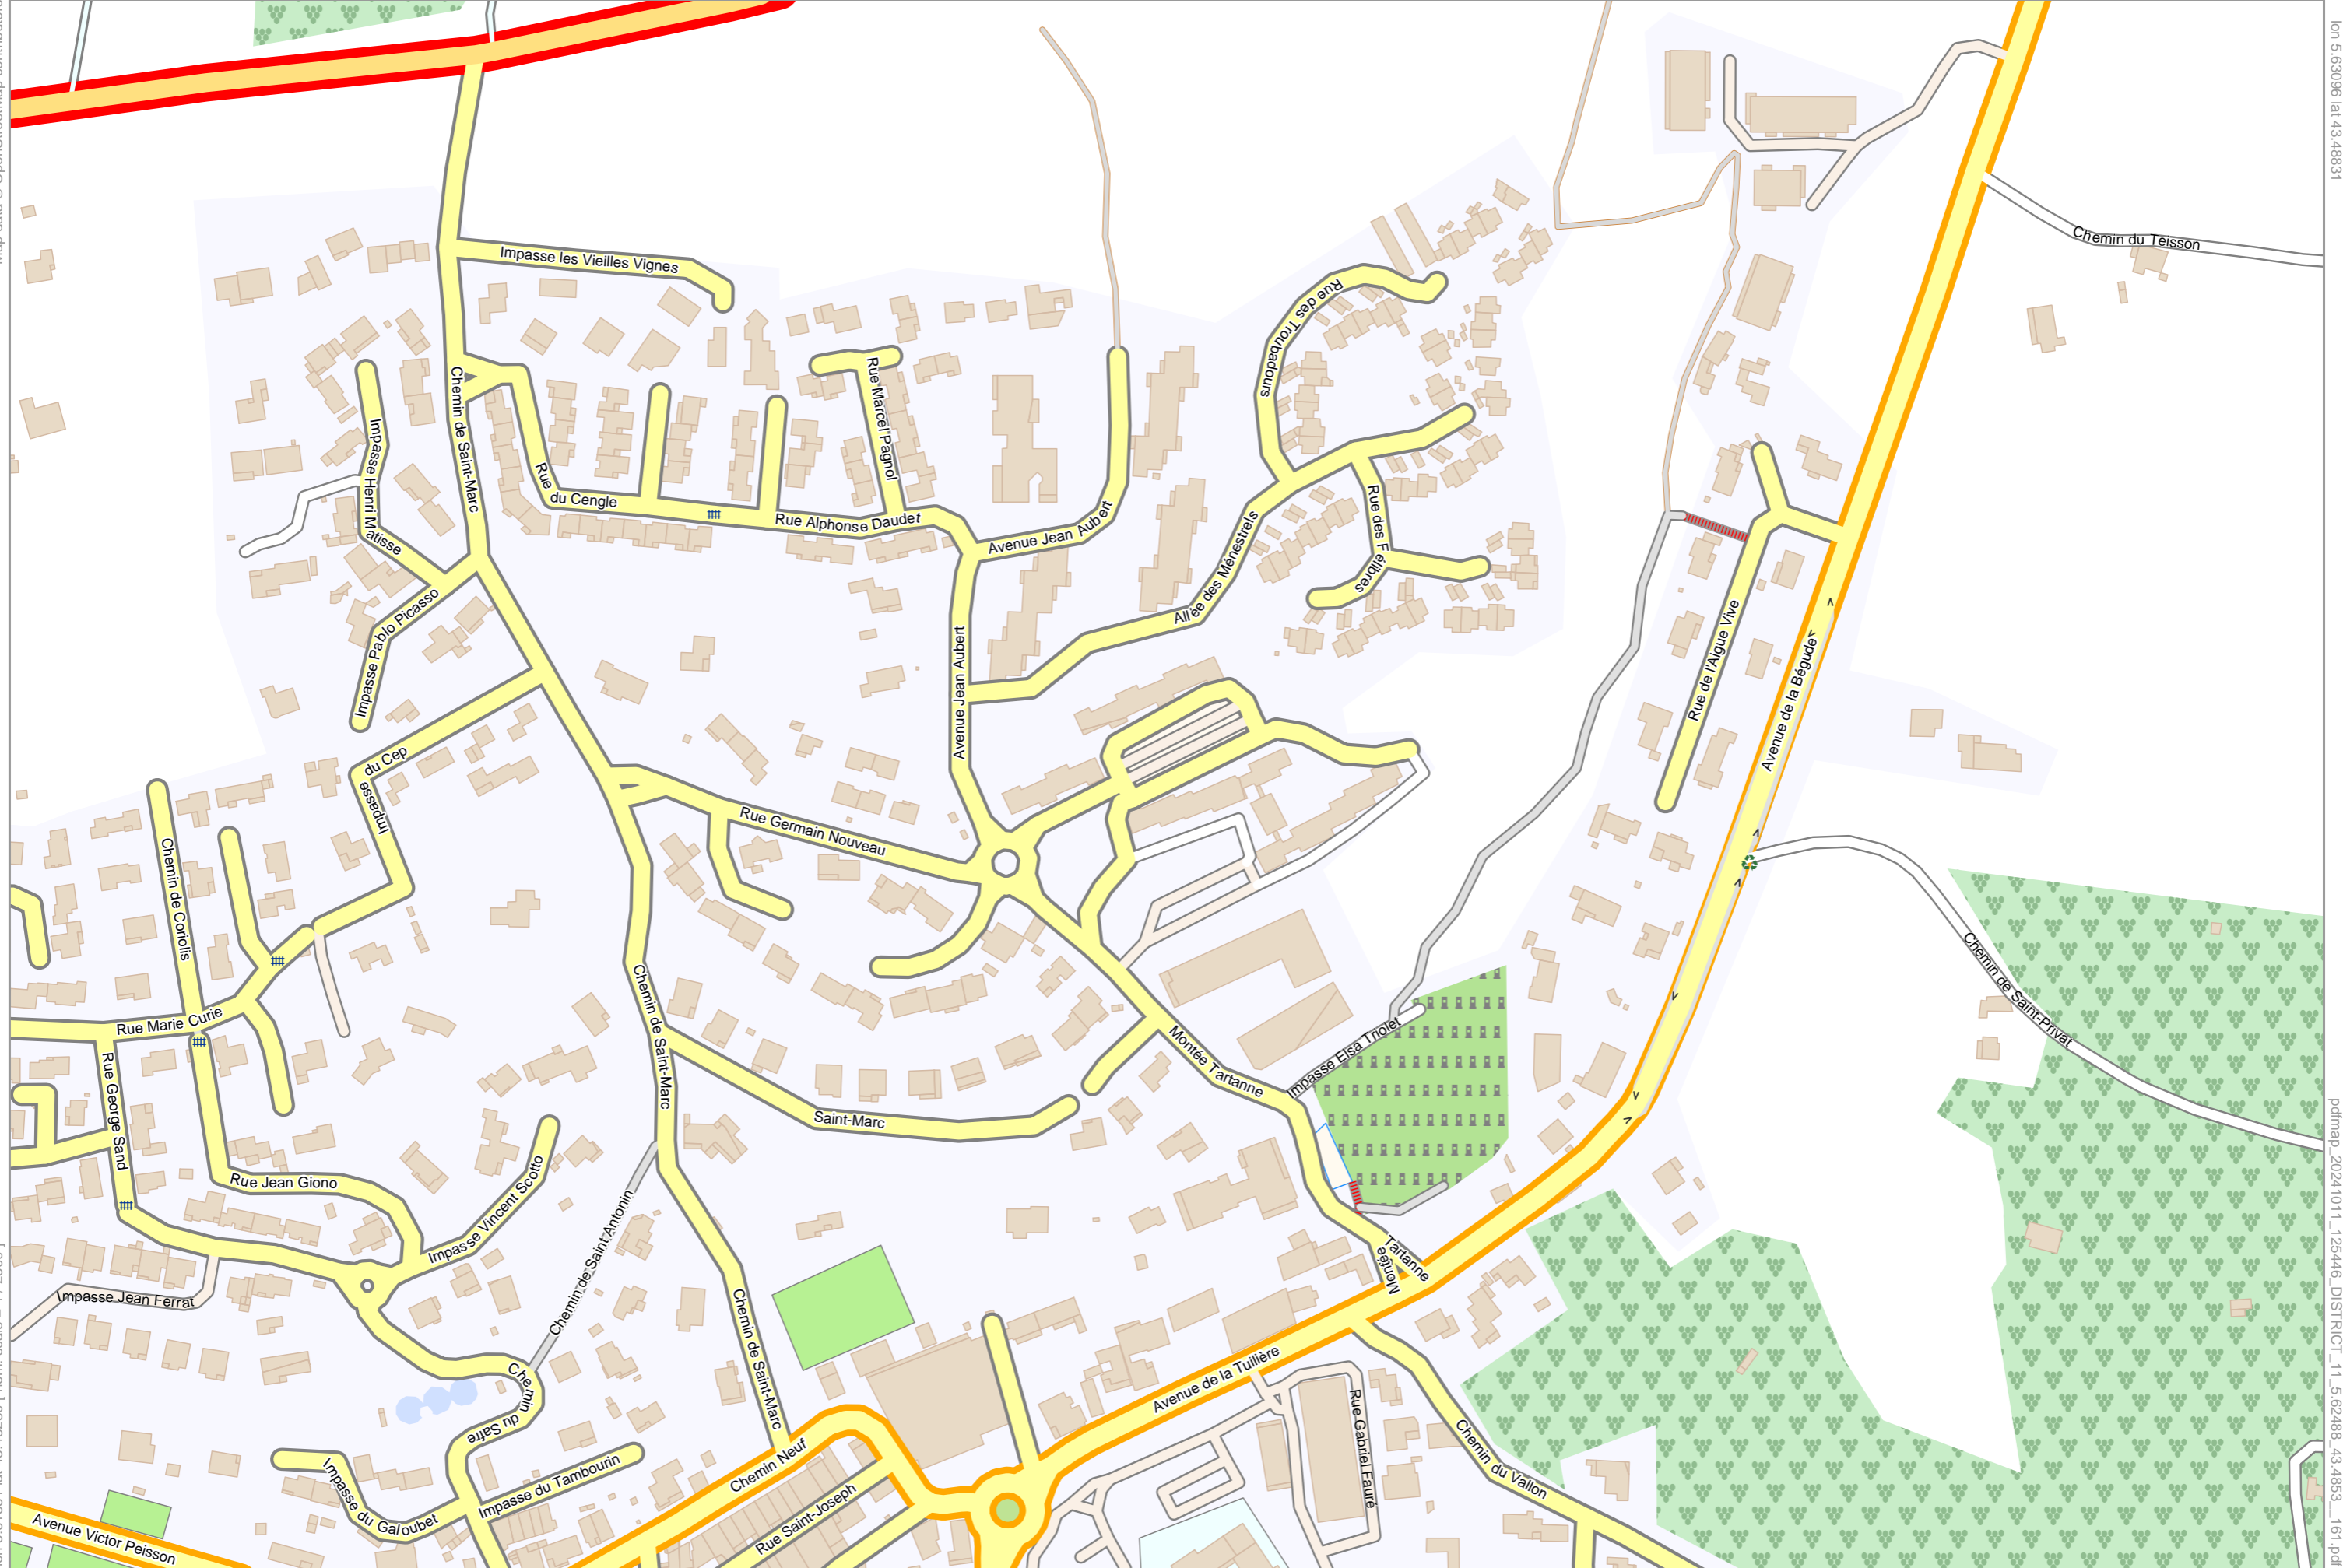 lon 5.63096 lat 43.48831
Chemin du Teisson
Impasse les Vieilles Vignes
Rue des Troubadours
Chemin de Saint-Marc
Rue Marcel Pagnol
Impasse Henri Matisse
Rue du Cengle
Rue Alphonse Daudet
Avenue Jean Aubert
Rue des Félibres
Allée des Ménestrels
Impasse Pablo Picasso
Avenue Jean Aubert
Rue de l'Aigue Vive
Avenue de la Bégude
Impasse du Cep
Rue Germain Nouveau
Chemin de Coriolis
Chemin de Saint-Privat
Rue Marie Curie
Chemin de Saint-Marc
Montée Tartanne
Impasse Elsa Triolet
Rue George Sand
Saint-Marc
Rue Jean Giono
Impasse Vincent Scotto
Chemin de Saint Antonin
Montée Tartanne
Impasse Jean Ferrat
Chemin de Saint-Marc
Avenue de la Tuilière
Rue Gabriel Fauré
Chemin du Safre
Chemin du Vallon
Chemin Neuf
Impasse du Tambourin
Impasse du Galoubet
Rue Saint-Joseph
Avenue Victor Peisson